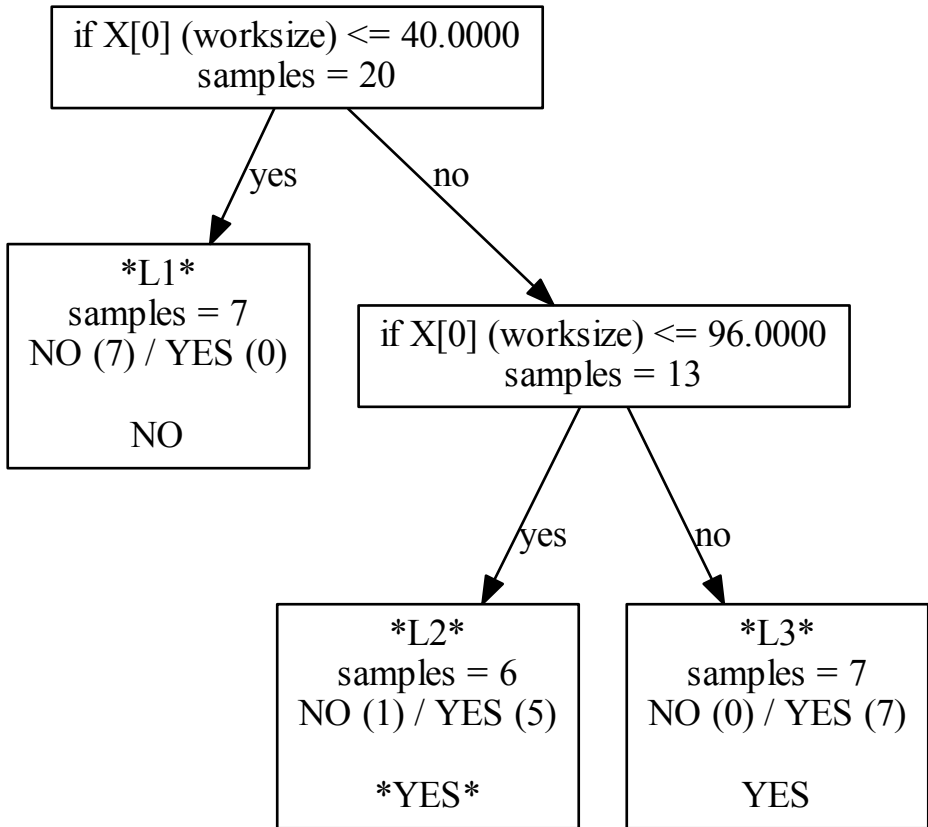 if X[0] (worksize) <= 40.0000
samples = 20
yes
no
*L1*
samples = 7
NO (7) / YES (0)
NO
if X[0] (worksize) <= 96.0000
samples = 13
yes
no
*L2*
samples = 6
NO (1) / YES (5)
*YES*
*L3*
samples = 7
NO (0) / YES (7)
YES